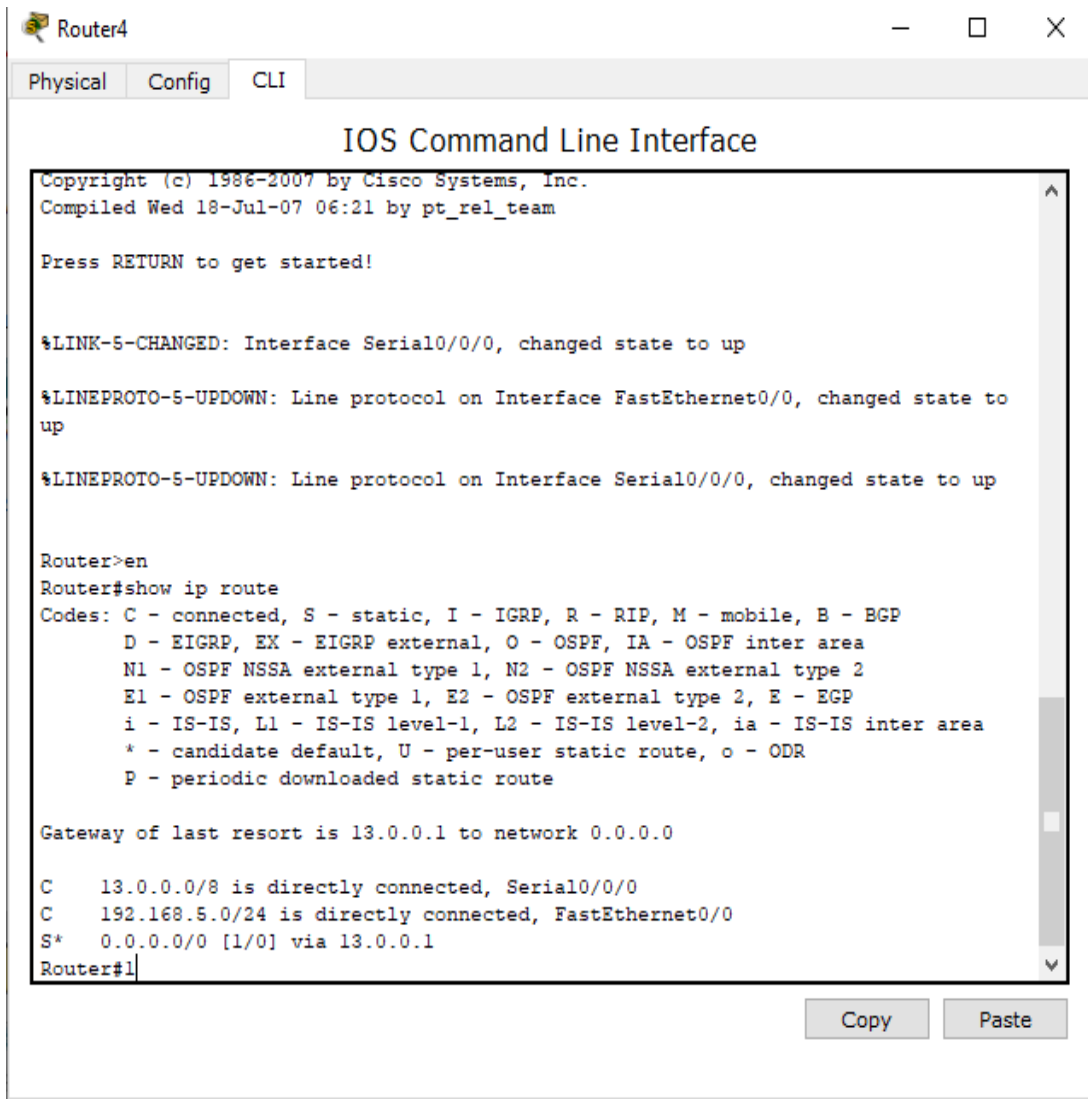 Router4
Physical Config CLI
IOS Command Line Interface
Copyright (c) 1986-2007 by Cisco Systems, Inc.
Compiled Wed 18-Jul-07 06:21 by pt_rel_team
Press RETURN to get started!
%LINK-5-CHANGED: Interface Serial0/0/0, changed state to up
%LINEPROTO-5-UPDOWN: Line protocol on Interface FastEthernet0/0, changed state to
up
%LINEPROTO-5-UPDOWN: Line protocol on Interface Serial0/0/0, changed state to up
Router>en
Router#show ip route
Codes: C - connected, S - static, I - IGRP, R - RIP, M - mobile, B - BGP
D - EIGRP, EX - EIGRP external, O - OSPF, IA - OSPF inter area
N1 - OSPF NSSA external type 1, N2 - OSPF NSSA external type 2
E1 - OSPF external type 1, E2 - OSPF external type 2, E - EGP
i - IS-IS, L1 - IS-IS level-1, L2 - IS-IS level-2, ia - IS-IS inter area
* - candidate default, U - per-user static route, o - ODR
P - periodic downloaded static route
Gateway of last resort is 13.0.0.1 to network 0.0.0.0
C 13.0.0.0/8 is directly connected, Serial0/0/0
C 192.168.5.0/24 is directly connected, FastEthernet0/0
S* 0.0.0.0/0 [1/0] via 13.0.0.1
Router#l
Copy Paste